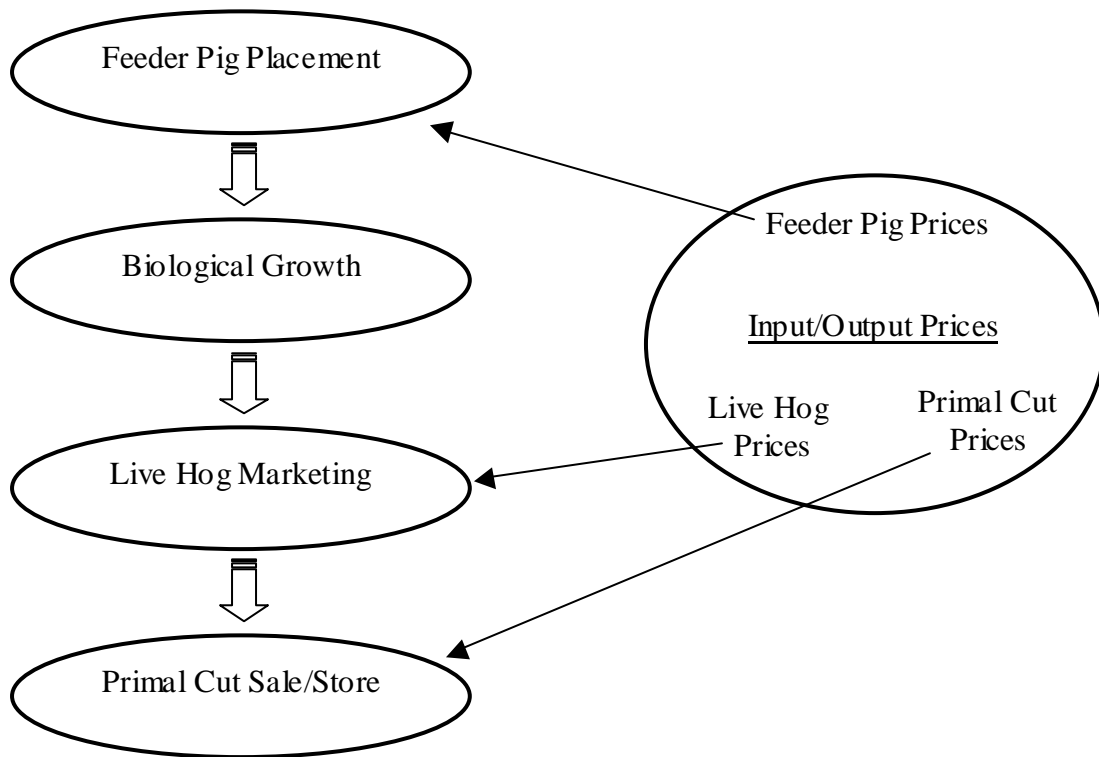 Feeder Pig Placement
Biological Growth
Live Hog Marketing
Primal Cut Sale/Store
Feeder Pig Prices
Input/Output Prices
Live Hog
Prices
Primal Cut
Prices